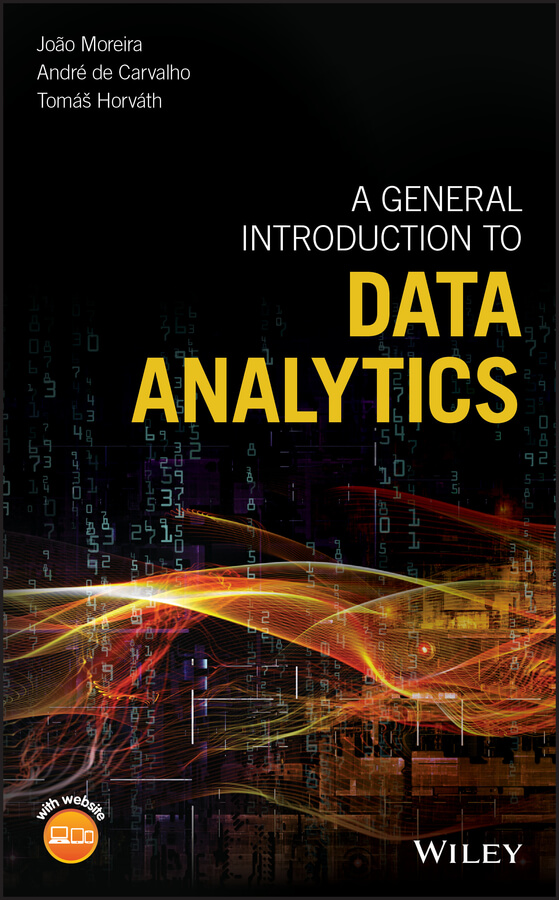 João Moreira
André de Carvalho
Tomáš Horváth
A GENERAL
INTRODUCTION TO
DATA
ANALYTICS
with website
WILEY